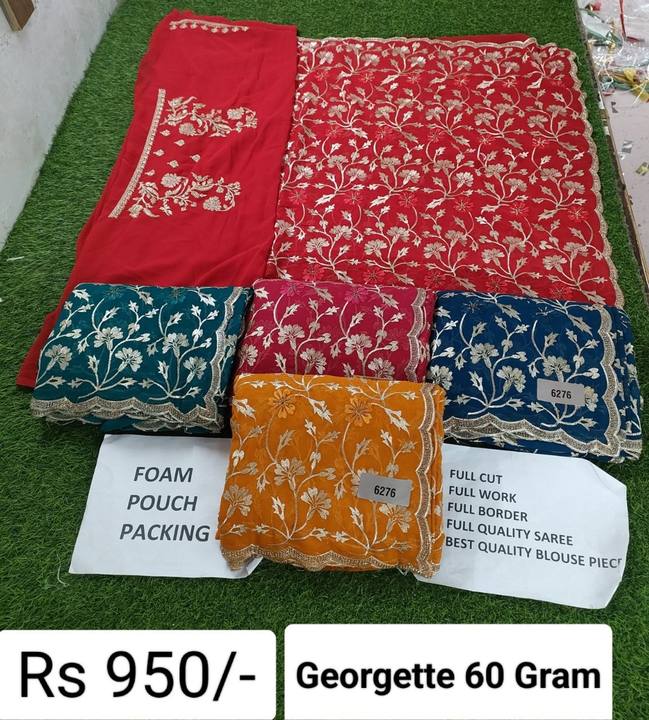 6276
6276
FOAM
POUCH
PACKING
FULL CUT
FULL WORK
FULL BORDER
FULL QUALITY SAREE
BEST QUALITY BLOUSE PIECE
Rs 950/-
Georgette 60 Gram